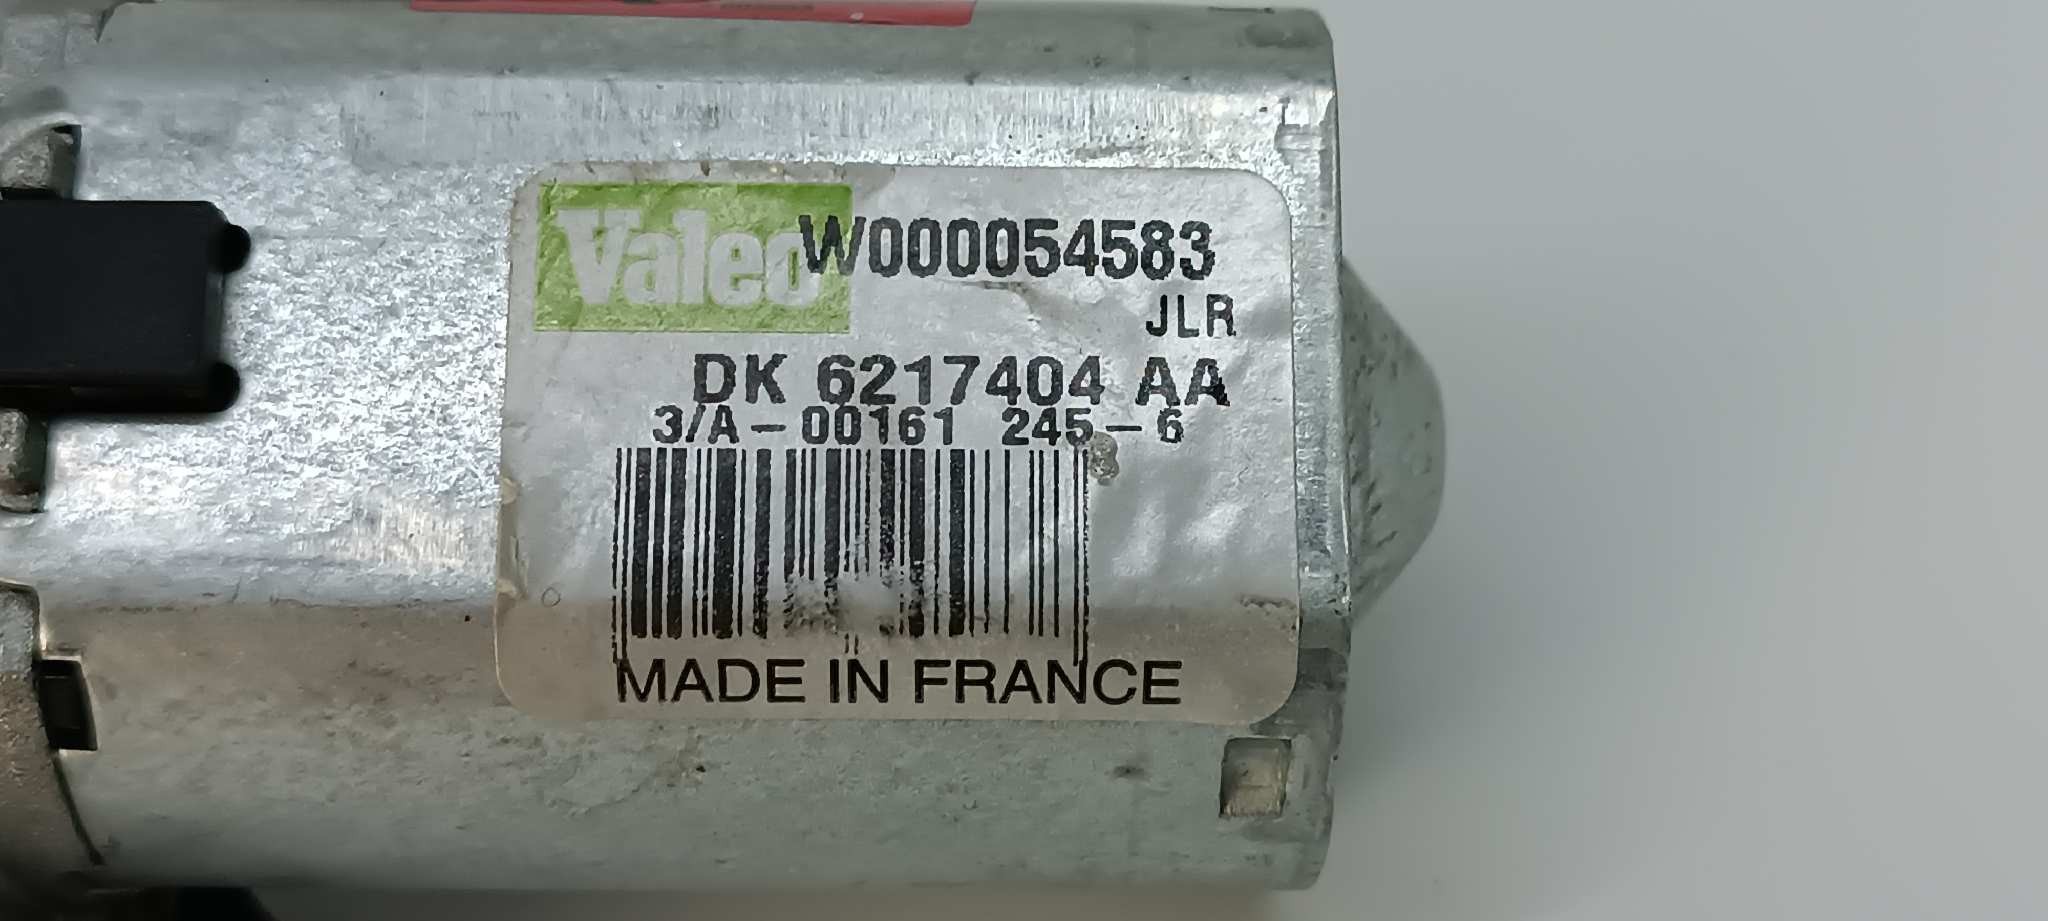 Valeo W000054583
JLR
DK 6217404 AA
3/A-00161 245-6
MADE IN FRANCE